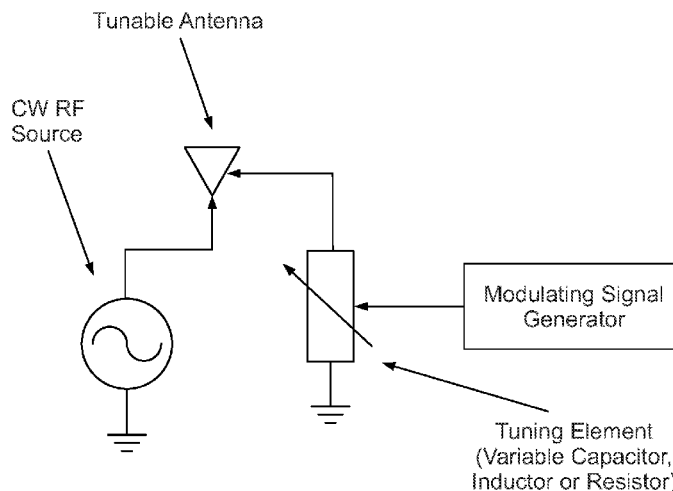 Tunable Antenna
CW RF
Source
Modulating Signal
Generator
Tuning Element
(Variable Capacitor,
Inductor or Resistor)